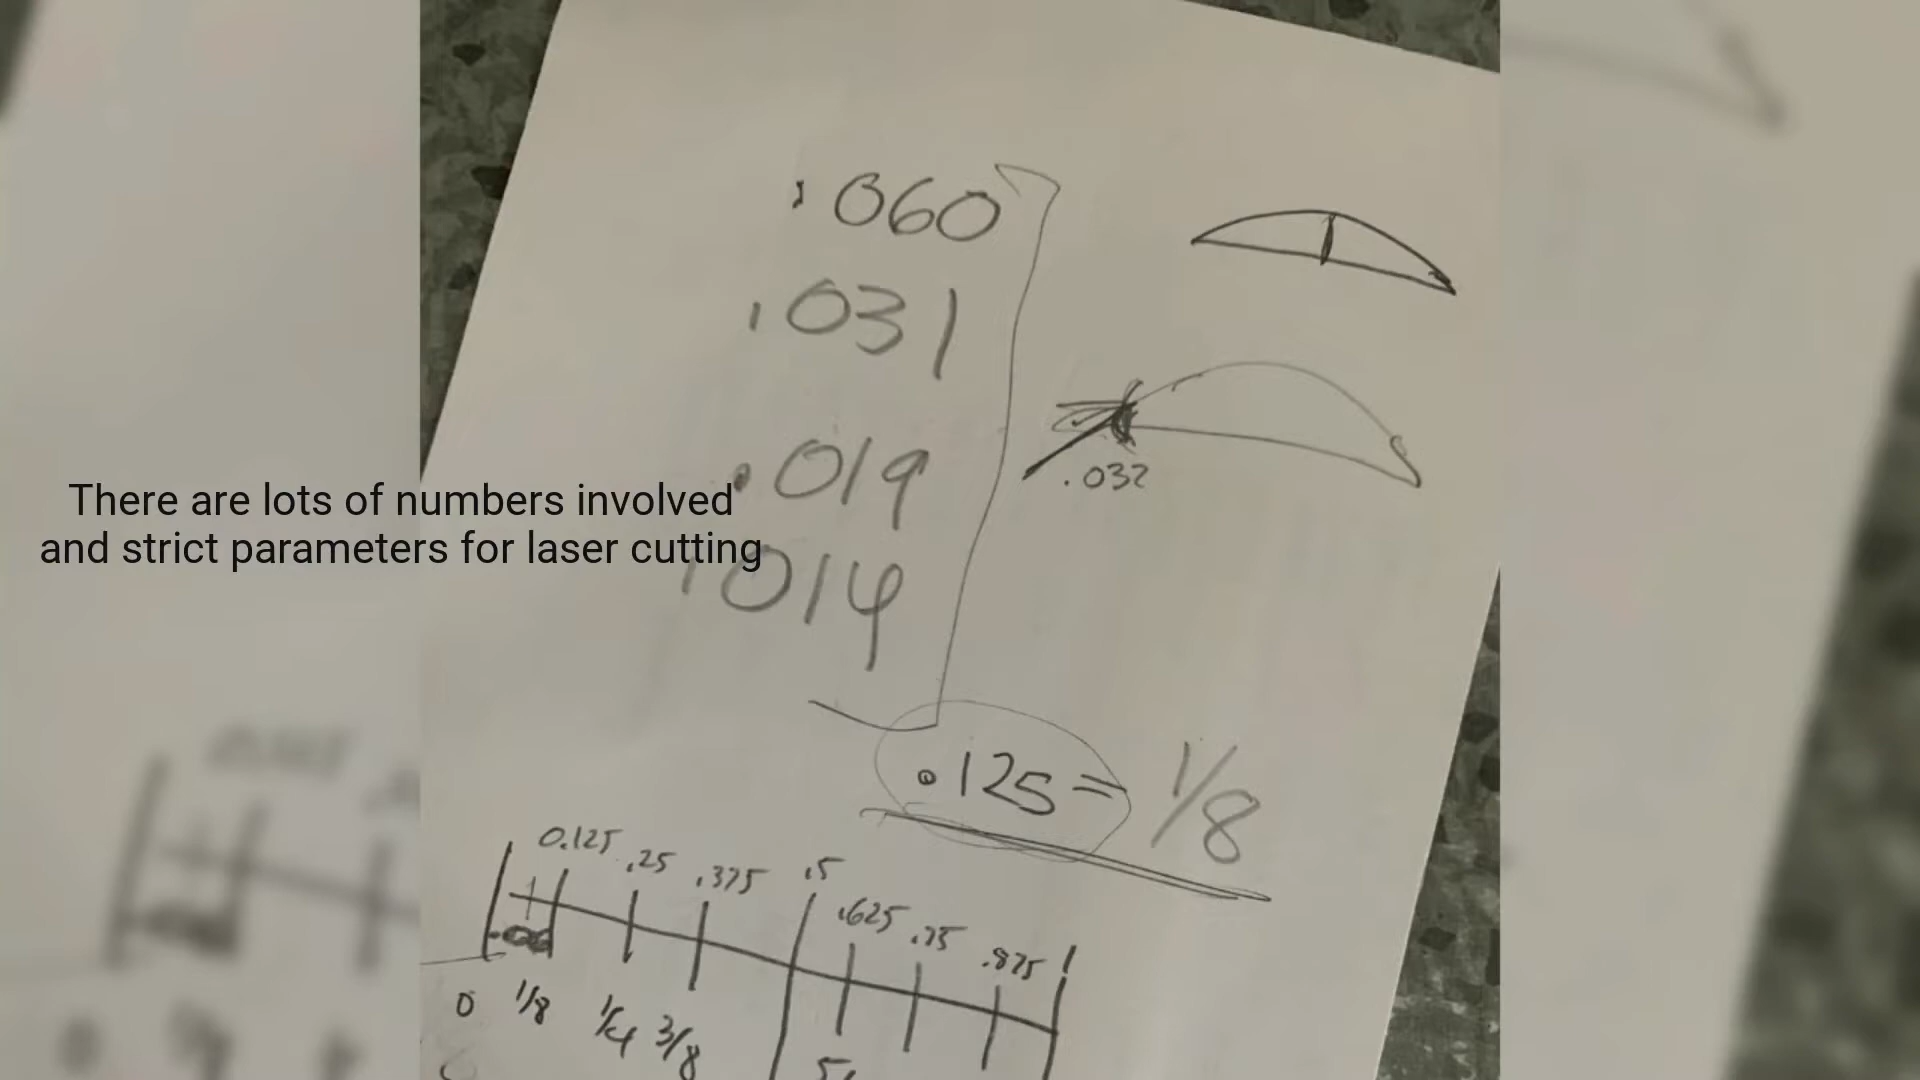 .060
.031
.019
.014
.032
There are lots of numbers involved
and strict parameters for laser cutting
.125 = 1/8
0.125 .25 .375 .5 .625 .75 .875 1
0 1/8 1/4 3/8